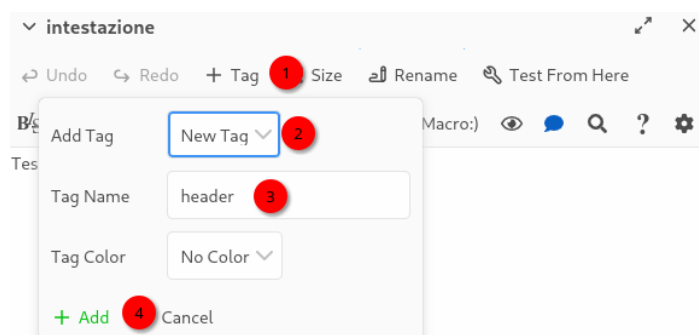 intestazione
Undo Redo + Tag 1 Size Rename Test From Here
Add Tag New Tag 2 Macro:)
Tes
Tag Name header 3
Tag Color No Color
+ Add 4 Cancel